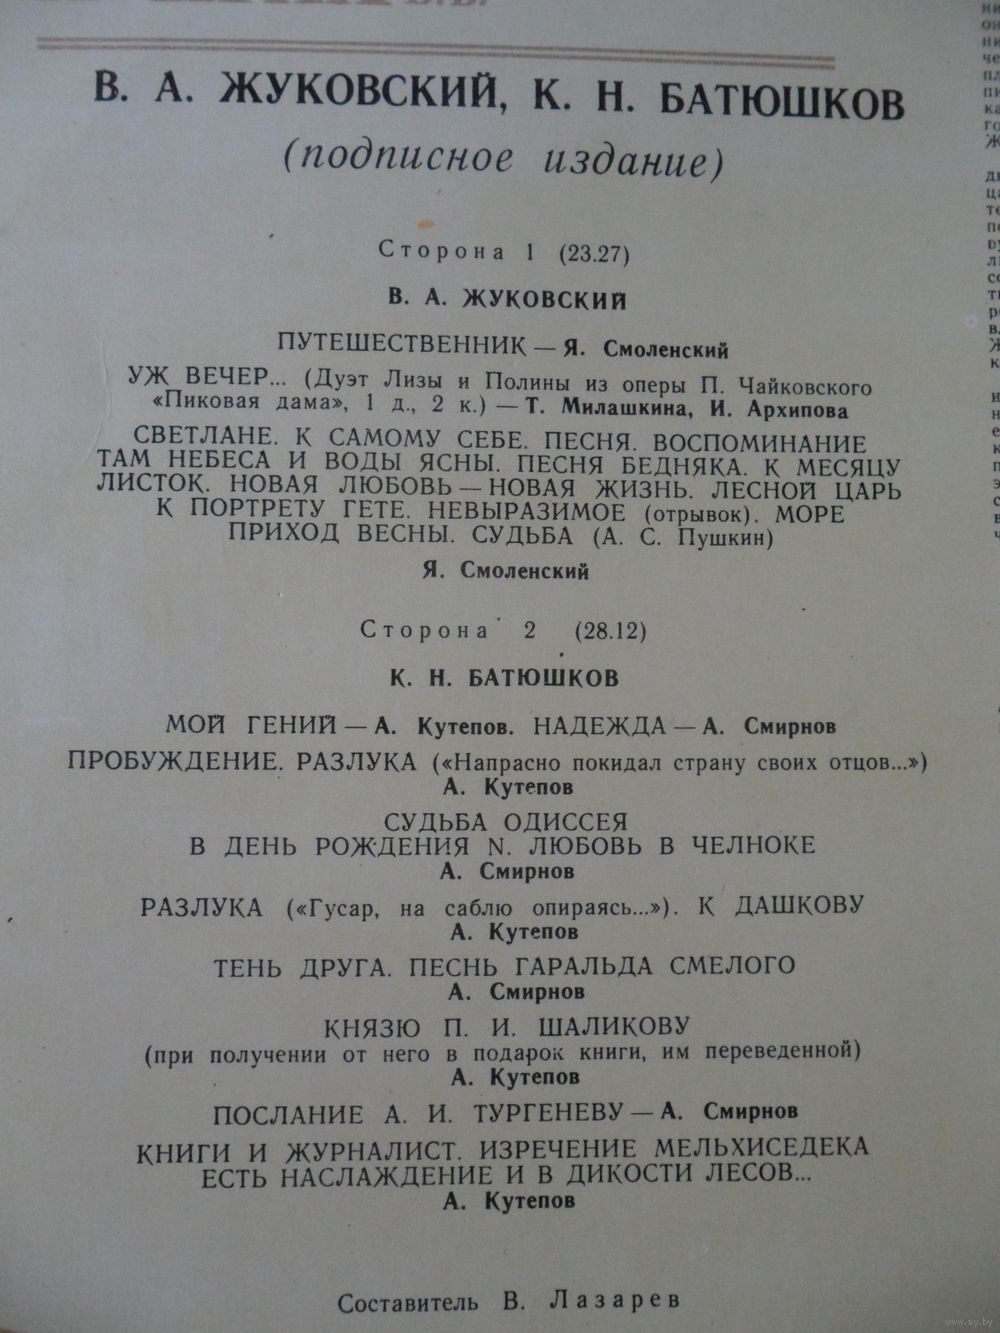 В. А. ЖУКОВСКИЙ, К. Н. БАТЮШКОВ
(подписное издание)
Сторона 1 (23.27)
В. А. ЖУКОВСКИЙ
ПУТЕШЕСТВЕННИК — Я. Смоленский
УЖ ВЕЧЕР... (Дуэт Лизы и Полины из оперы П. Чайковского
«Пиковая дама», 1 д., 2 к.) — Т. Милашкина, И. Архипова
СВЕТЛАНЕ. К САМОМУ СЕБЕ. ПЕСНЯ. ВОСПОМИНАНИЕ
ТАМ НЕБЕСА И ВОДЫ ЯСНЫ. ПЕСНЯ БЕДНЯКА. К МЕСЯЦУ
ЛИСТОК. НОВАЯ ЛЮБОВЬ — НОВАЯ ЖИЗНЬ. ЛЕСНОЙ ЦАРЬ
К ПОРТРЕТУ ГЕТЕ. НЕВЫРАЗИМОЕ (отрывок). МОРЕ
ПРИХОД ВЕСНЫ. СУДЬБА (А. С. Пушкин)
Я. Смоленский
Сторона 2 (28.12)
К. Н. БАТЮШКОВ
МОЙ ГЕНИЙ — А. Кутепов. НАДЕЖДА — А. Смирнов
ПРОБУЖДЕНИЕ. РАЗЛУКА («Напрасно покидал страну своих отцов...»)
А. Кутепов
СУДЬБА ОДИССЕЯ
В ДЕНЬ РОЖДЕНИЯ N. ЛЮБОВЬ В ЧЕЛНОКЕ
А. Смирнов
РАЗЛУКА («Гусар, на саблю опираясь...»). К ДАШКОВУ
А. Кутепов
ТЕНЬ ДРУГА. ПЕСНЬ ГАРАЛЬДА СМЕЛОГО
А. Смирнов
КНЯЗЮ П. И. ШАЛИКОВУ
(при получении от него в подарок книги, им переведенной)
А. Кутепов
ПОСЛАНИЕ А. И. ТУРГЕНЕВУ — А. Смирнов
КНИГИ И ЖУРНАЛИСТ. ИЗРЕЧЕНИЕ МЕЛЬХИСЕДЕКА
ЕСТЬ НАСЛАЖДЕНИЕ И В ДИКОСТИ ЛЕСОВ...
А. Кутепов
Составитель В. Лазарев
www.ay.by